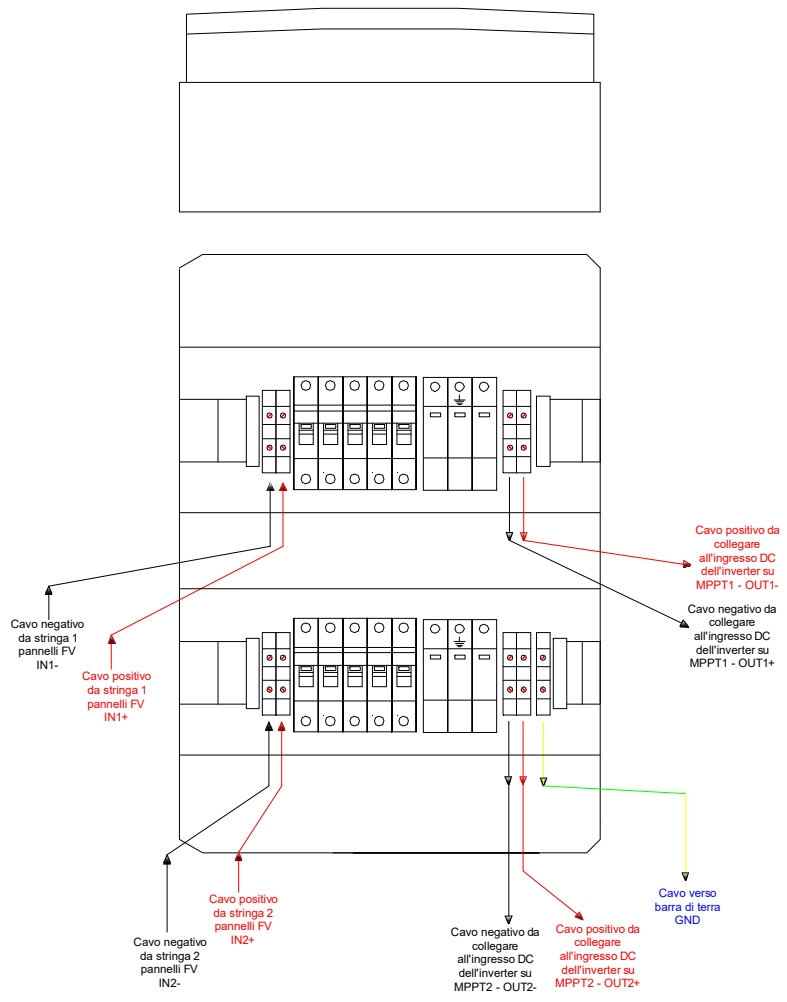 Cavo positivo da
collegare
all'ingresso DC
dell'inverter su
MPPT1 - OUT1-
Cavo negativo da
collegare
all'ingresso DC
dell'inverter su
MPPT1 - OUT1+
Cavo negativo
da stringa 1
pannelli FV
IN1-
Cavo positivo
da stringa 1
pannelli FV
IN1+
Cavo positivo
da stringa 2
pannelli FV
IN2+
Cavo negativo
da stringa 2
pannelli FV
IN2-
Cavo negativo da
collegare
all'ingresso DC
dell'inverter su
MPPT2 - OUT2-
Cavo positivo da
collegare
all'ingresso DC
dell'inverter su
MPPT2 - OUT2+
Cavo verso
barra di terra
GND